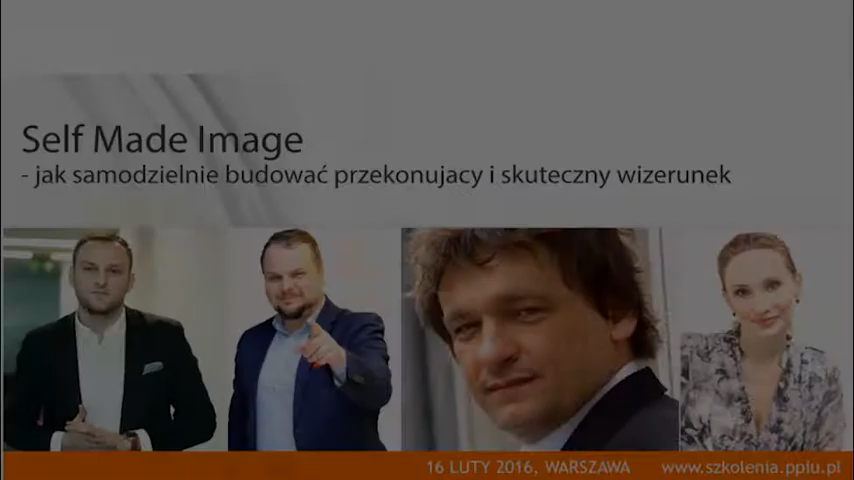 Self Made Image
- jak samodzielnie budować przekonujacy i skuteczny wizerunek
16 LUTY 2016, WARSZAWA www.szkolenia.ppiu.pl